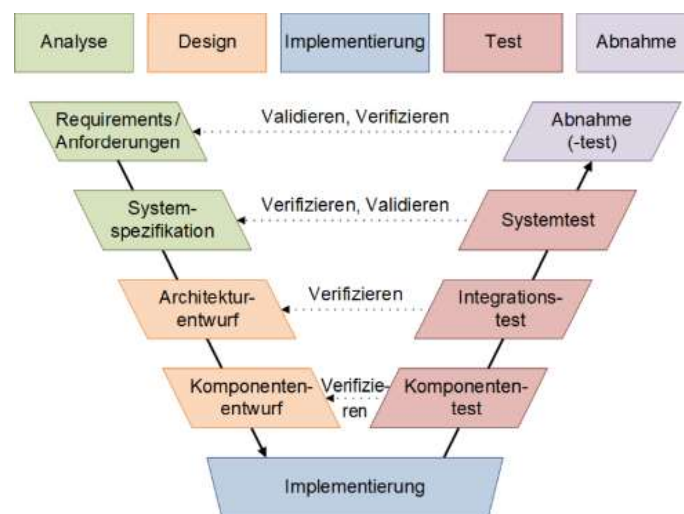 Analyse
Design
Implementierung
Test
Abnahme
Requirements/
Anforderungen
Validieren, Verifizieren
Abnahme
(-test)
System-
spezifikation
Verifizieren, Validieren
Systemtest
Architektur-
entwurf
Verifizieren
Integrations-
test
Komponenten-
entwurf
Verifizie-
ren
Komponenten-
test
Implementierung